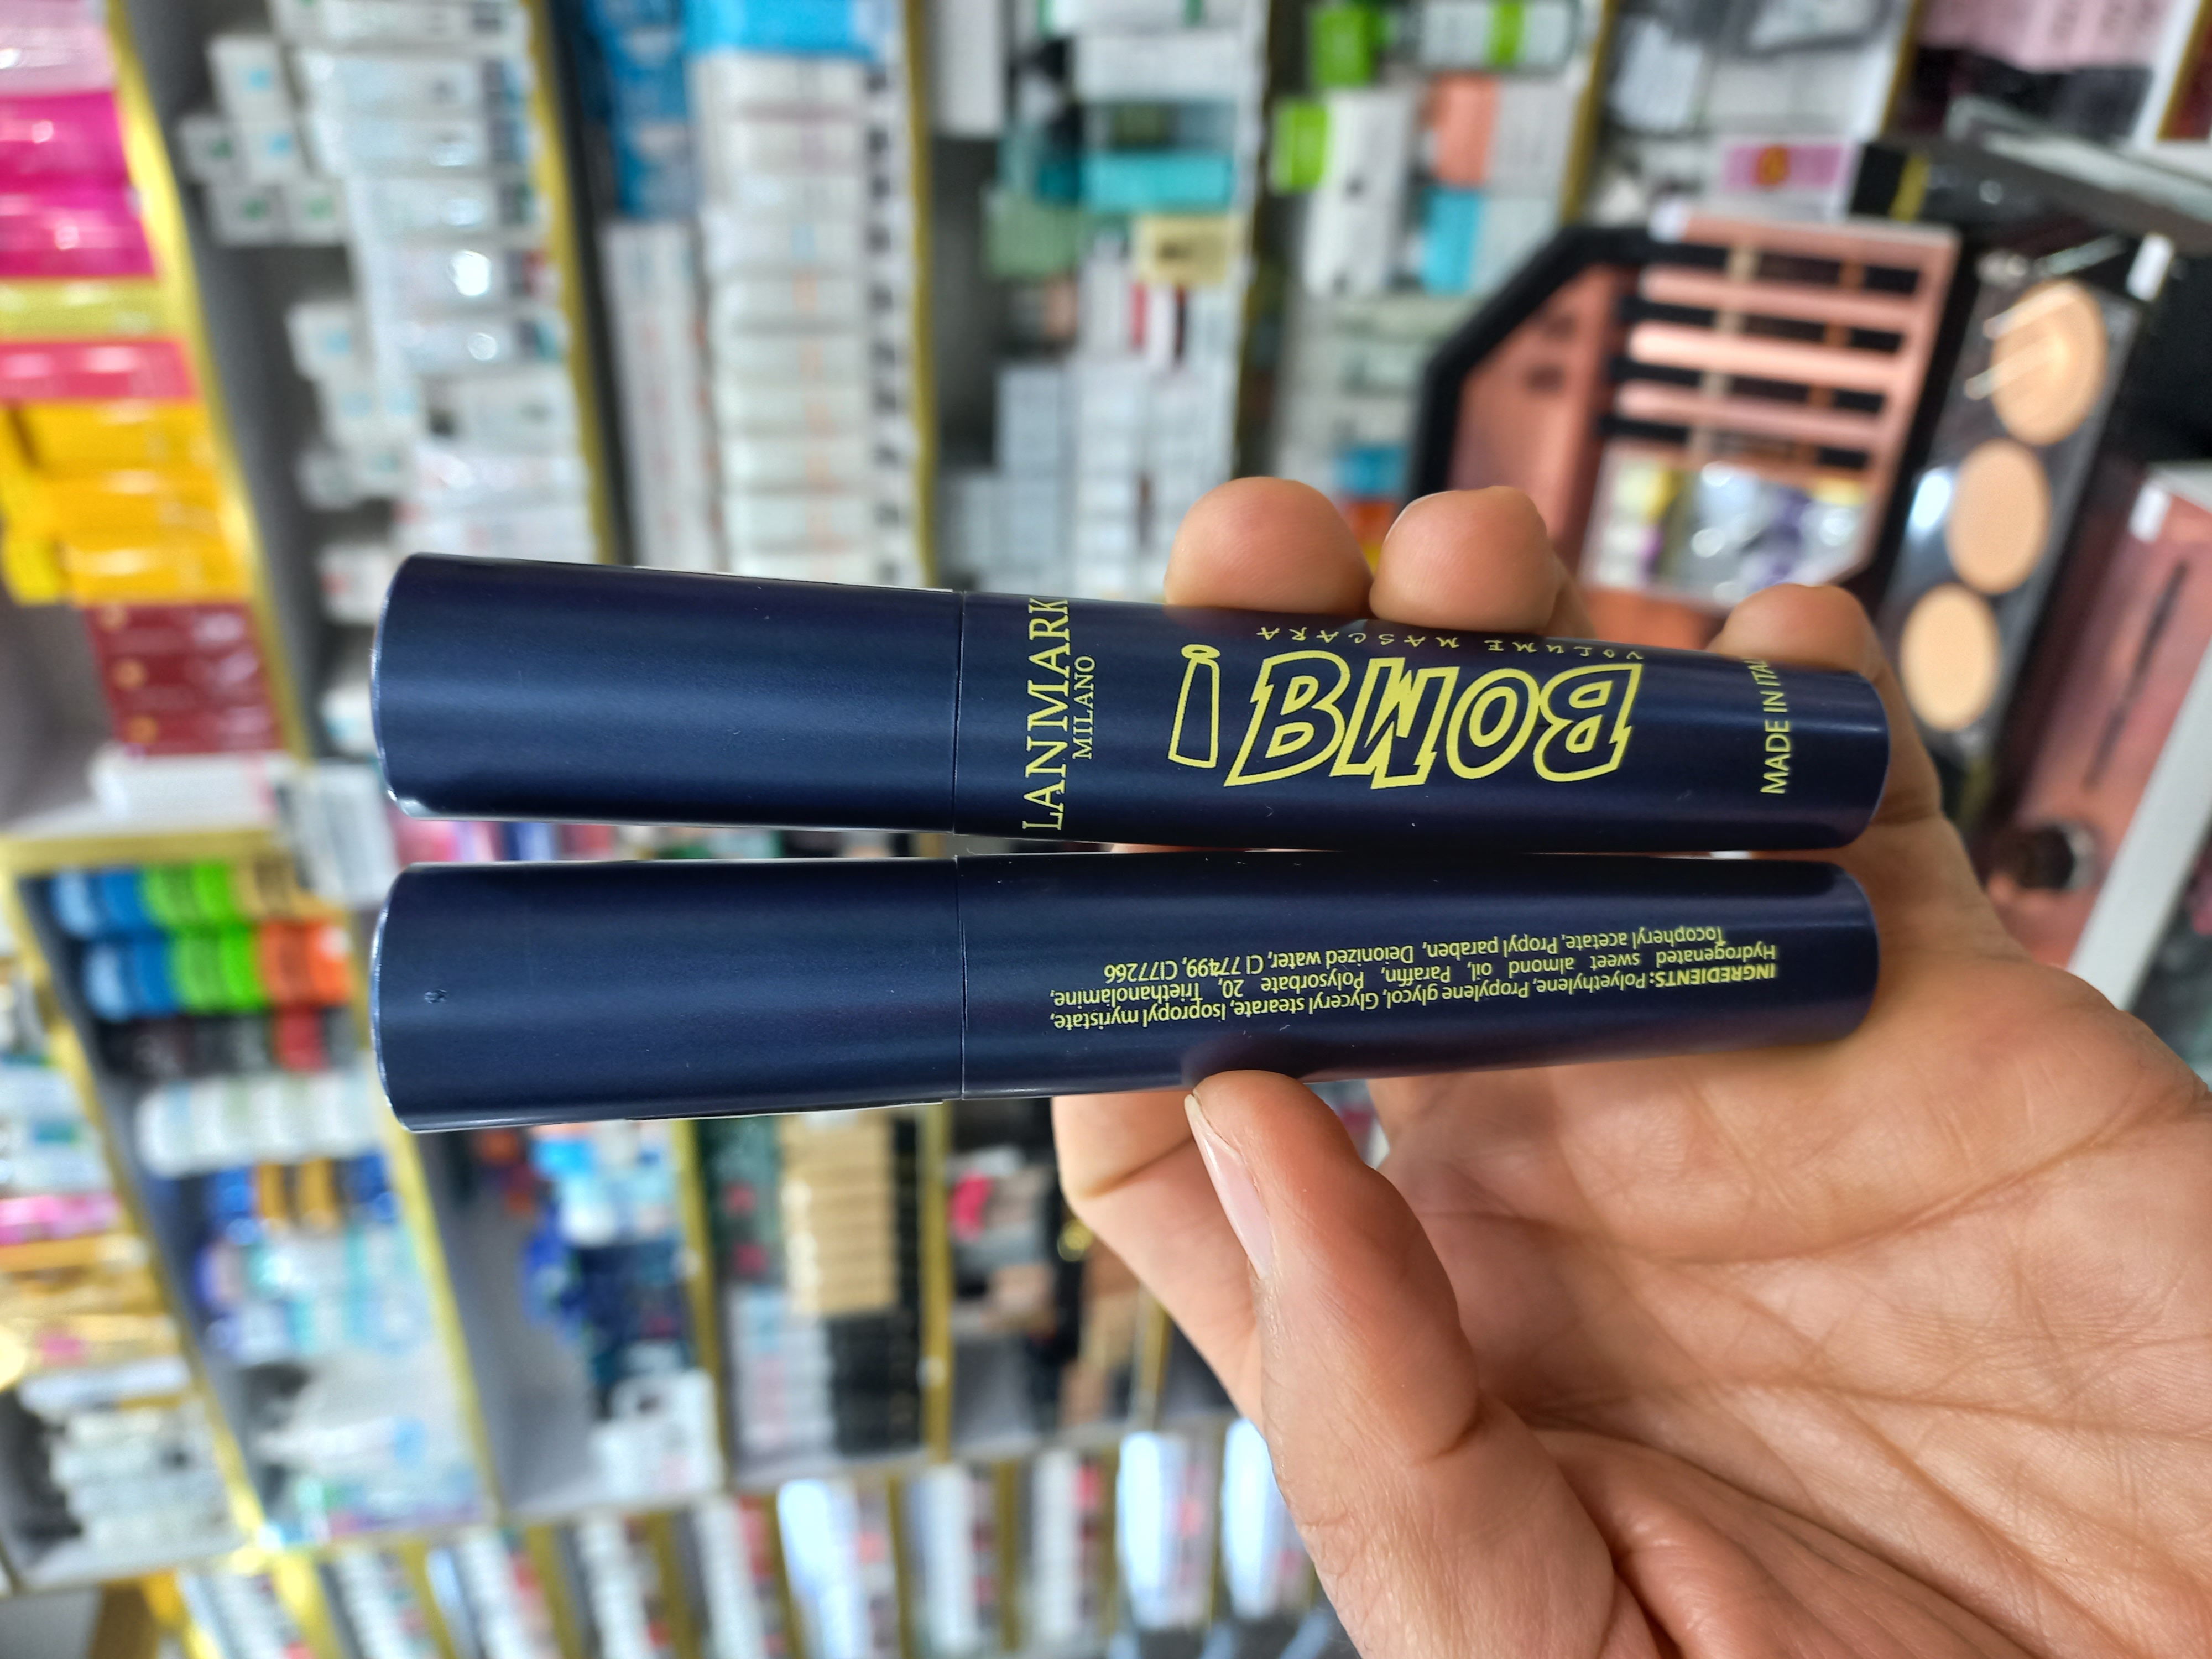 LANMARK
MILANO
BOMB!
VOLUME MASCARA
MADE IN ITALY
INGREDIENTS: Polyethylene, Propylene glycol, Glyceryl stearate, Isopropyl myristate,
Hydrogenated sweet almond oil, Paraffin, Polysorbate 20, Triethanolamine,
Tocopheryl acetate, Propyl paraben, Deionized water, CI 77499, CI77266